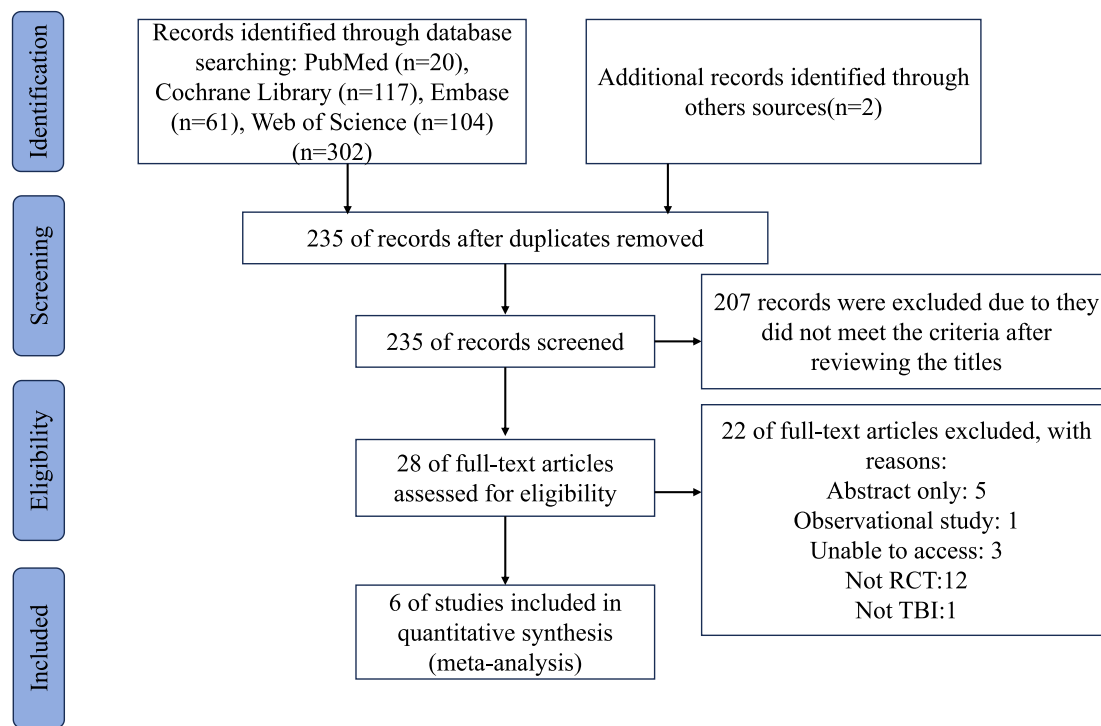 Identification
Records identified through database
searching: PubMed (n=20),
Cochrane Library (n=117), Embase
(n=61), Web of Science (n=104)
(n=302)
Additional records identified through
others sources(n=2)
Screening
235 of records after duplicates removed
235 of records screened
207 records were excluded due to they
did not meet the criteria after
reviewing the titles
Eligibility
28 of full-text articles
assessed for eligibility
22 of full-text articles excluded, with
reasons:
Abstract only: 5
Observational study: 1
Unable to access: 3
Not RCT:12
Not TBI:1
Included
6 of studies included in
quantitative synthesis
(meta-analysis)